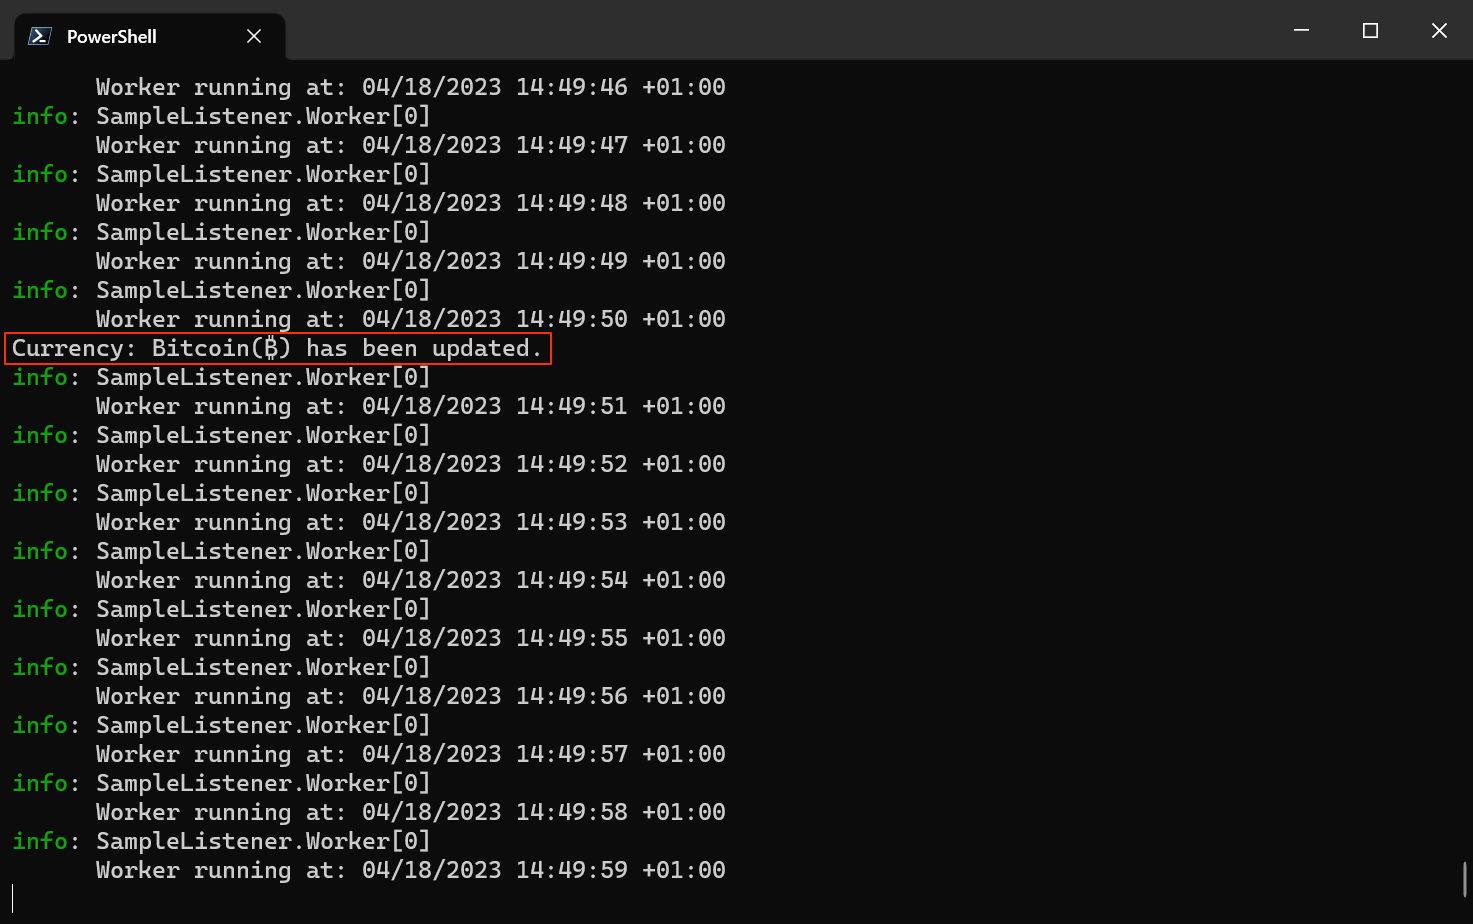 PowerShell
Worker running at: 04/18/2023 14:49:46 +01:00
info: SampleListener.Worker[0]
Worker running at: 04/18/2023 14:49:47 +01:00
info: SampleListener.Worker[0]
Worker running at: 04/18/2023 14:49:48 +01:00
info: SampleListener.Worker[0]
Worker running at: 04/18/2023 14:49:49 +01:00
info: SampleListener.Worker[0]
Worker running at: 04/18/2023 14:49:50 +01:00
Currency: Bitcoin(₿) has been updated.
info: SampleListener.Worker[0]
Worker running at: 04/18/2023 14:49:51 +01:00
info: SampleListener.Worker[0]
Worker running at: 04/18/2023 14:49:52 +01:00
info: SampleListener.Worker[0]
Worker running at: 04/18/2023 14:49:53 +01:00
info: SampleListener.Worker[0]
Worker running at: 04/18/2023 14:49:54 +01:00
info: SampleListener.Worker[0]
Worker running at: 04/18/2023 14:49:55 +01:00
info: SampleListener.Worker[0]
Worker running at: 04/18/2023 14:49:56 +01:00
info: SampleListener.Worker[0]
Worker running at: 04/18/2023 14:49:57 +01:00
info: SampleListener.Worker[0]
Worker running at: 04/18/2023 14:49:58 +01:00
info: SampleListener.Worker[0]
Worker running at: 04/18/2023 14:49:59 +01:00